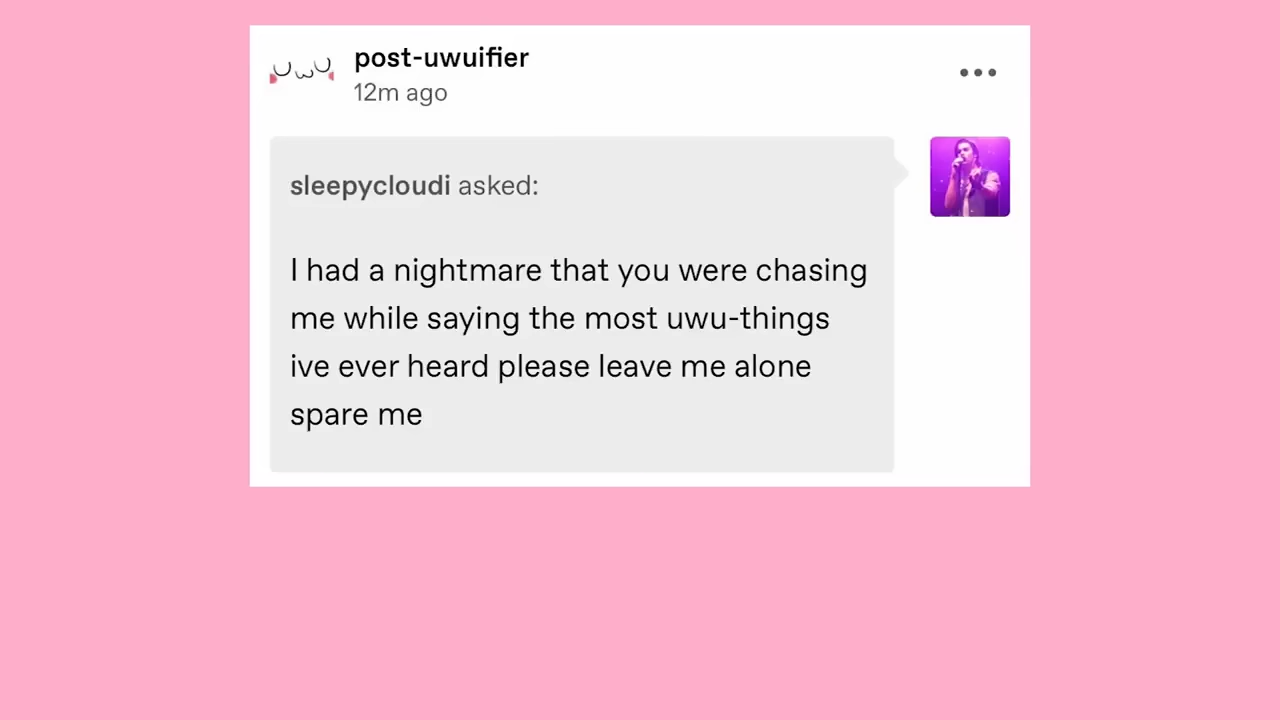 UwU
post-uwuifier
12m ago
sleepycloudi asked:
I had a nightmare that you were chasing
me while saying the most uwu-things
ive ever heard please leave me alone
spare me